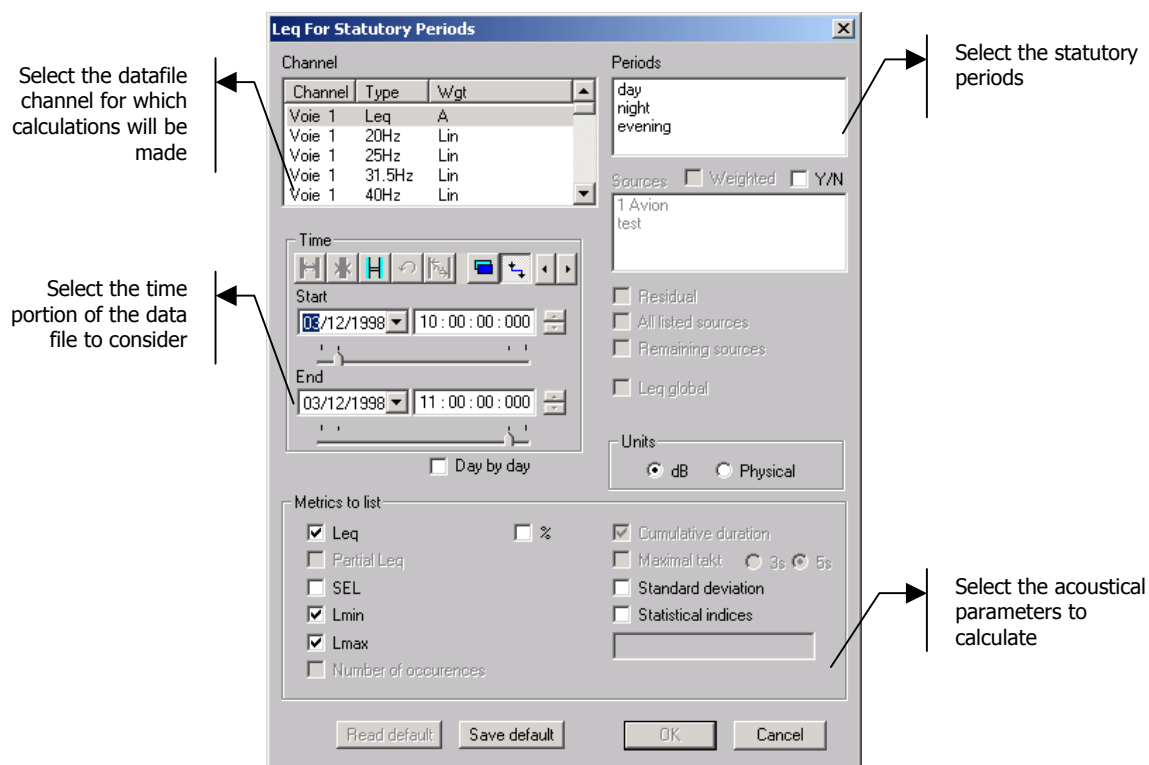 Leq For Statutory Periods
Select the datafile
channel for which
calculations will be
made
Channel
Channel Type Wgt
Voie 1 Leq A
Voie 1 20Hz Lin
Voie 1 25Hz Lin
Voie 1 31.5Hz Lin
Voie 1 40Hz Lin
Periods
day
night
evening
Select the statutory
periods
Sources Weighted Y/N
1 Avion
test
Select the time
portion of the data
file to consider
Time
Start
03/12/1998 10 : 00 : 00 : 000
End
03/12/1998 11 : 00 : 00 : 000
Day by day
Residual
All listed sources
Remaining sources
Leq global
Units
dB Physical
Metrics to list
Leq %
Partial Leq
SEL
Lmin
Lmax
Number of occurences
Cumulative duration
Maximal takt 3s 5s
Standard deviation
Statistical indices
Select the acoustical
parameters to
calculate
Read default Save default OK Cancel